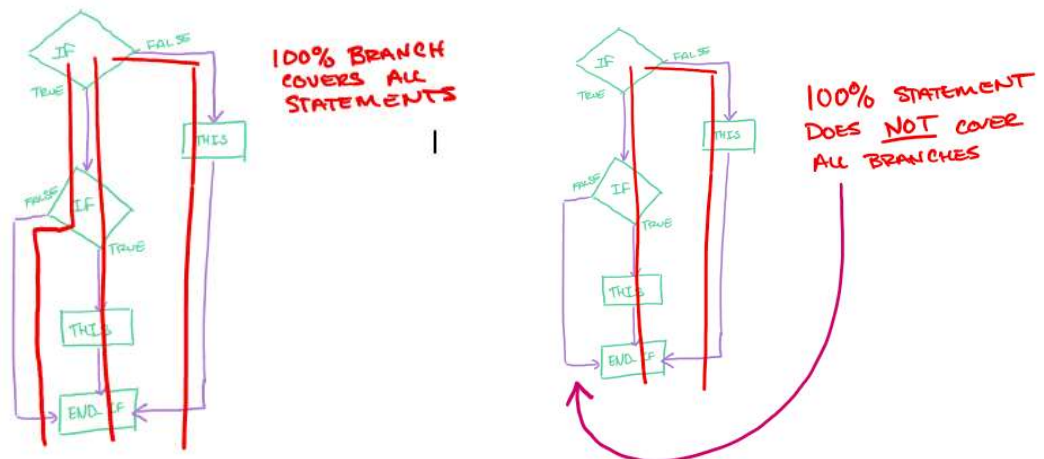 IF
FALSE
TRUE
THIS
FALSE
IF
TRUE
THIS
END IF
100% BRANCH
COVERS ALL
STATEMENTS
IF
FALSE
TRUE
THIS
FALSE
IF
TRUE
THIS
END IF
100% STATEMENT
DOES NOT COVER
ALL BRANCHES